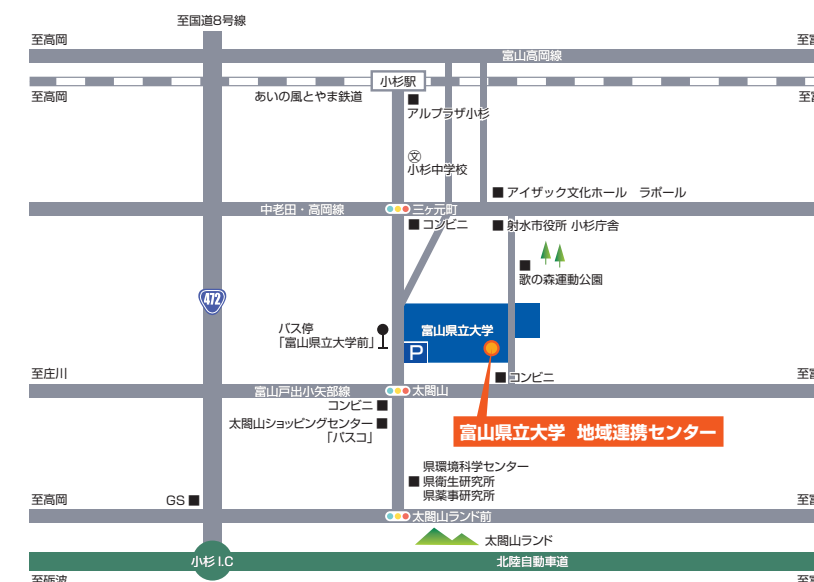 至国道8号線
至高岡
至富
富山高岡線
小杉駅
至高岡
あいの風とやま鉄道
至富
アルプラザ小杉
文
小杉中学校
アイザック文化ホール　ラポール
中老田・高岡線
三ケ元町
コンビニ
射水市役所 小杉庁舎
歌の森運動公園
472
バス停
「富山県立大学前」
富山県立大学
P
至庄川
至富
コンビニ
富山戸出小矢部線
太閤山
コンビニ
太閤山ショッピングセンター
「パスコ」
富山県立大学 地域連携センター
県環境科学センター
県衛生研究所
県薬事研究所
至高岡
GS
至富
太閤山ランド前
太閤山ランド
小杉 I.C
北陸自動車道
至砺波
至富